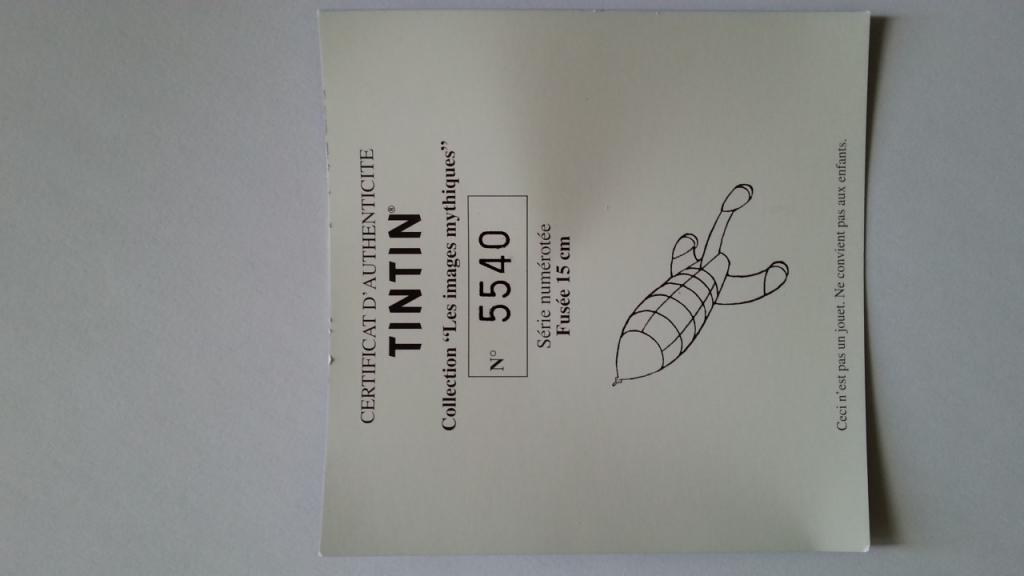 CERTIFICAT D'AUTHENTICITE
TINTIN®
Collection “Les images mythiques”
N° 5540
Série numérotée
Fusée 15 cm
Ceci n'est pas un jouet. Ne convient pas aux enfants.